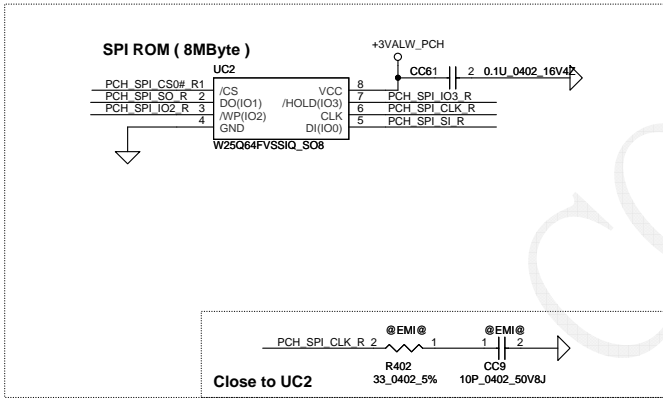 SPI ROM ( 8MByte )
+3VALW_PCH
UC2
CC61 2 0.1U_0402_16V4Z
PCH_SPI_CS0#_R 1 /CS VCC 8
PCH_SPI_SO_R 2 DO(IO1) /HOLD(IO3) 7 PCH_SPI_IO3_R
PCH_SPI_IO2_R 3 /WP(IO2) CLK 6 PCH_SPI_CLK_R
4 GND DI(IO0) 5 PCH_SPI_SI_R
W25Q64FVSSIQ_SO8
@EMI@ @EMI@
PCH_SPI_CLK_R 2 1 1 2
R402 CC9
33_0402_5% 10P_0402_50V8J
Close to UC2